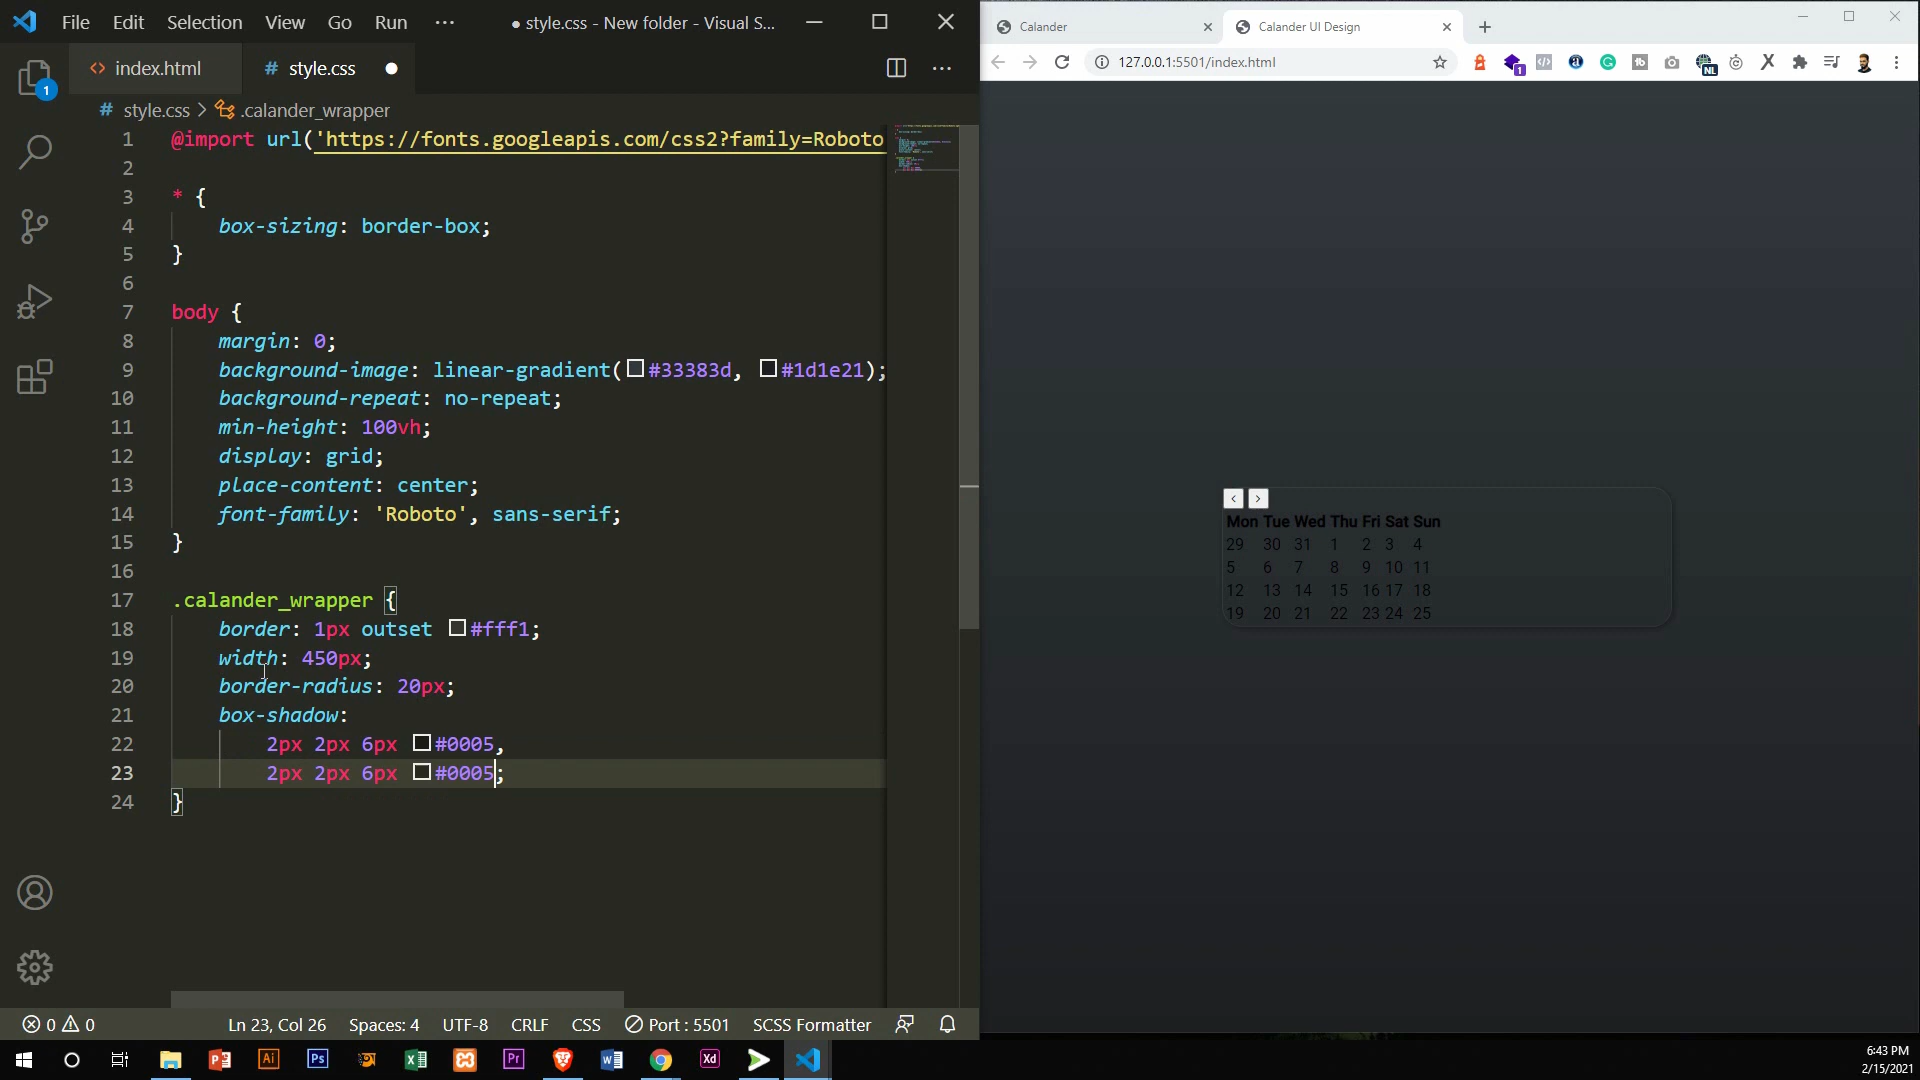 File Edit Selection View Go Run ··· ● style.css - New folder - Visual S...
index.html # style.css
# style.css > .calander_wrapper
1 @import url('https://fonts.googleapis.com/css2?family=Roboto
2
3 * {
4 box-sizing: border-box;
5 }
6
7 body {
8 margin: 0;
9 background-image: linear-gradient(#33383d, #1d1e21);
10 background-repeat: no-repeat;
11 min-height: 100vh;
12 display: grid;
13 place-content: center;
14 font-family: 'Roboto', sans-serif;
15 }
16
17 .calander_wrapper {
18 border: 1px outset #fff1;
19 width: 450px;
20 border-radius: 20px;
21 box-shadow:
22 2px 2px 6px #0005,
23 2px 2px 6px #0005;
24 }
1
0 0 Ln 23, Col 26 Spaces: 4 UTF-8 CRLF CSS Port : 5501 SCSS Formatter
Calander Calander UI Design
127.0.0.1:5501/index.html
1 NL
‹ ›
Mon Tue Wed Thu Fri Sat Sun
29 30 31 1 2 3 4
5 6 7 8 9 10 11
12 13 14 15 16 17 18
19 20 21 22 23 24 25
Ai Ps Pr Xd
6:43 PM
2/15/2021